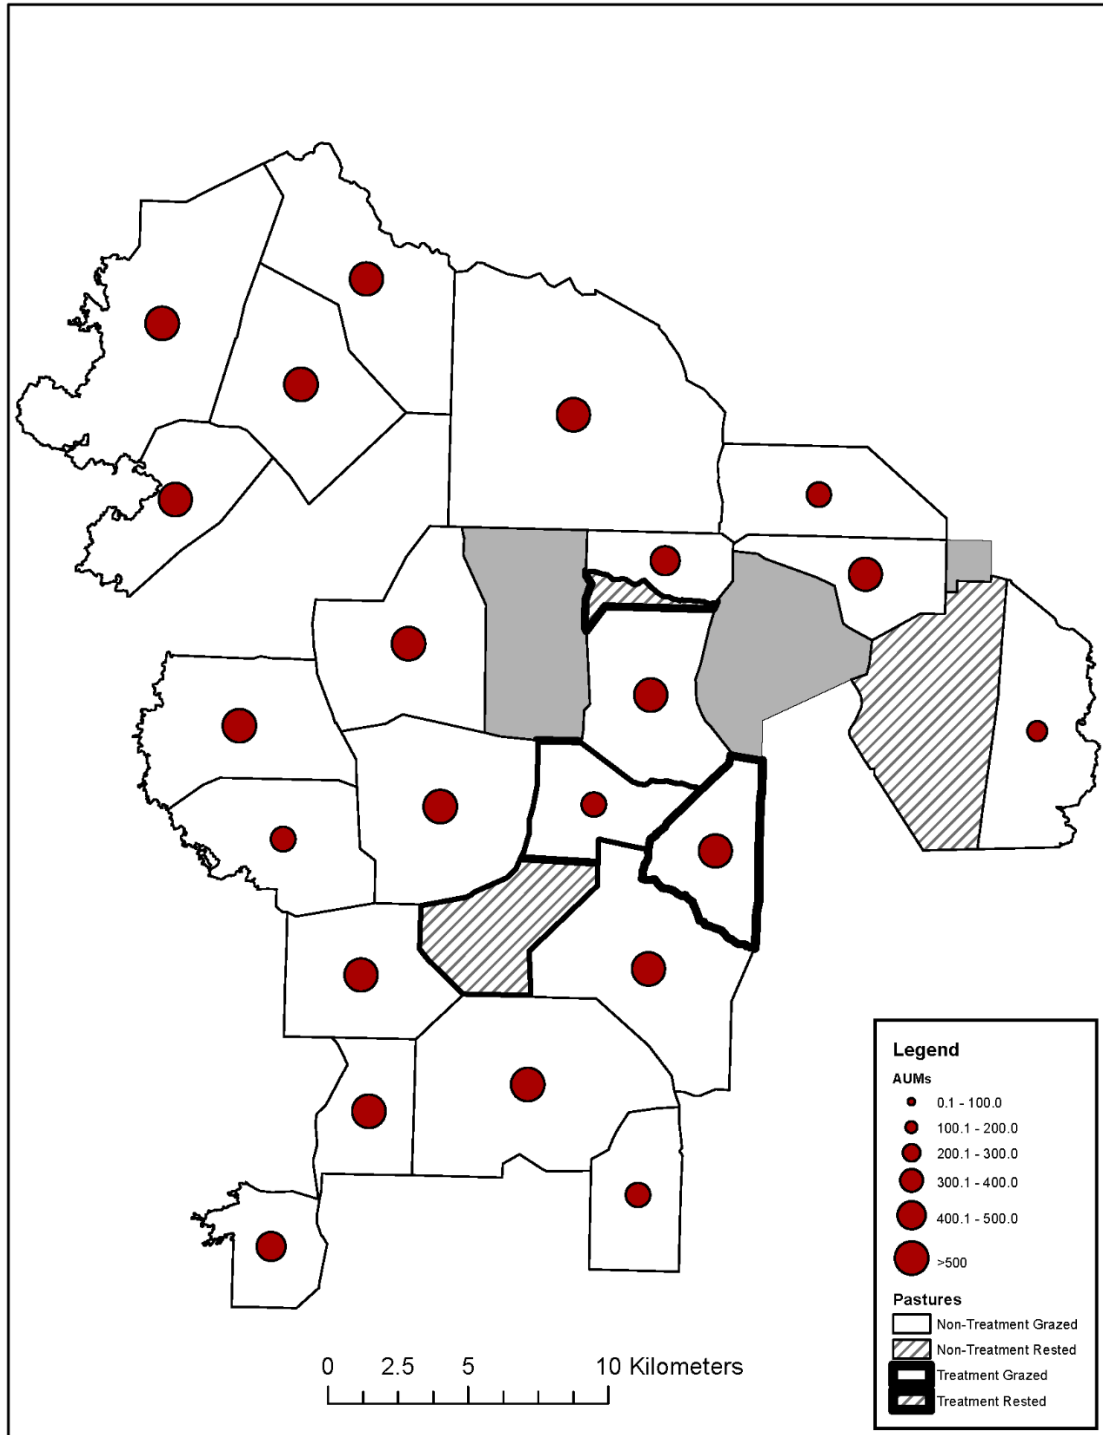 Legend
AUMs
0.1 - 100.0
100.1 - 200.0
200.1 - 300.0
300.1 - 400.0
400.1 - 500.0
>500
Pastures
Non-Treatment Grazed
Non-Treatment Rested
Treatment Grazed
Treatment Rested
0 2.5 5 10 Kilometers